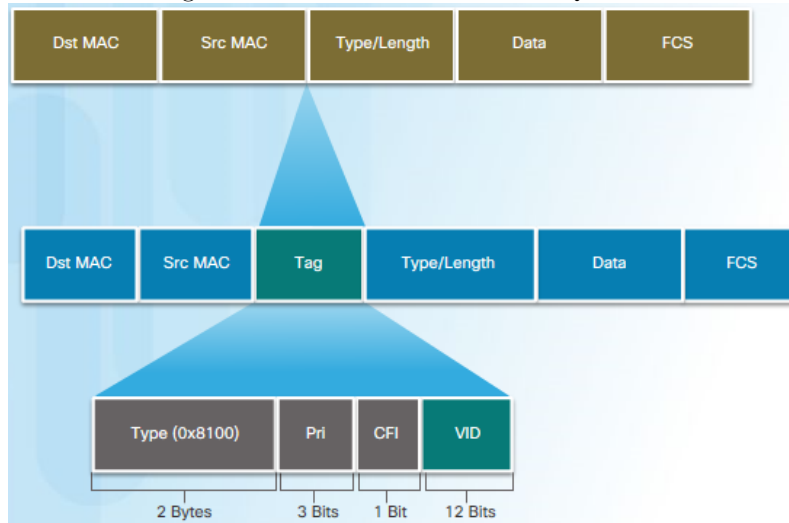 Dst MAC Src MAC Type/Length Data FCS
Dst MAC Src MAC Tag Type/Length Data FCS
Type (0x8100) Pri CFI VID
2 Bytes 3 Bits 1 Bit 12 Bits